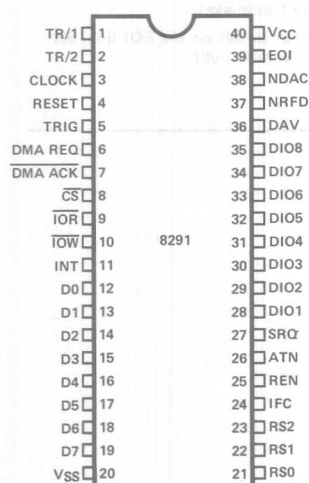 TR/1 1 40 VCC
TR/2 2 39 EOI
CLOCK 3 38 NDAC
RESET 4 37 NRFD
TRIG 5 36 DAV
DMA REQ 6 35 DIO8
DMA ACK 7 34 DIO7
CS 8 33 DIO6
IOR 9 32 DIO5
IOW 10 8291 31 DIO4
INT 11 30 DIO3
D0 12 29 DIO2
D1 13 28 DIO1
D2 14 27 SRQ
D3 15 26 ATN
D4 16 25 REN
D5 17 24 IFC
D6 18 23 RS2
D7 19 22 RS1
VSS 20 21 RS0